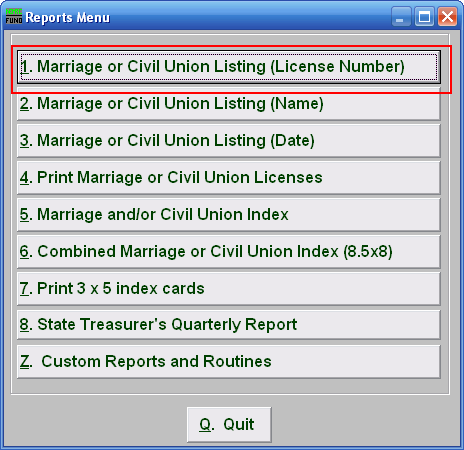 FUND Reports Menu
1. Marriage or Civil Union Listing (License Number)
2. Marriage or Civil Union Listing (Name)
3. Marriage or Civil Union Listing (Date)
4. Print Marriage or Civil Union Licenses
5. Marriage and/or Civil Union Index
6. Combined Marriage or Civil Union Index (8.5x8)
7. Print 3 x 5 index cards
8. State Treasurer's Quarterly Report
Z. Custom Reports and Routines
Q. Quit